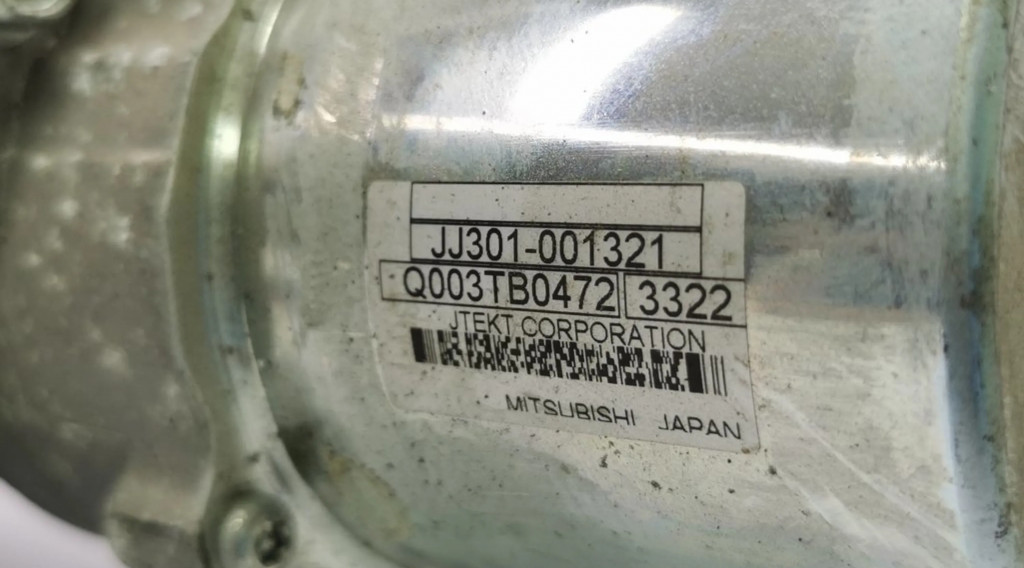 JJ301-001321
Q003TB0472 3322
JTEKT CORPORATION
MITSUBISHI JAPAN